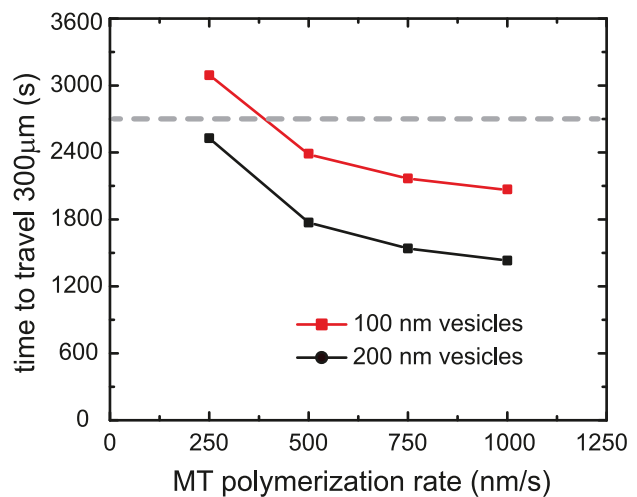 time to travel 300μm (s)
3600
3000
2400
1800
1200
600
0
100 nm vesicles
200 nm vesicles
0 250 500 750 1000 1250
MT polymerization rate (nm/s)